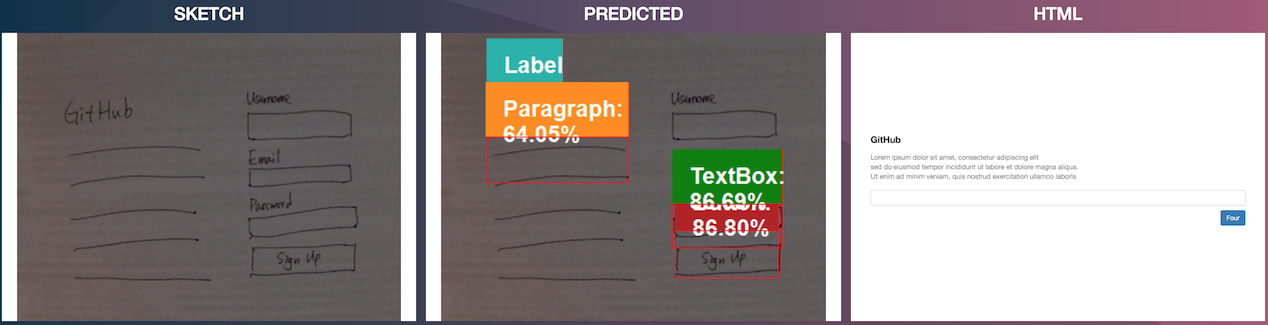 SKETCH
PREDICTED
HTML
GitHub
Username
Email
Password
Sign Up
Label
Paragraph:
64.05%
Username
TextBox:
86.69%
86.80%
Sign Up
GitHub
Lorem ipsum dolor sit amet, consectetur adipiscing elit
sed do eiusmod tempor incididunt ut labore et dolore magna aliqua.
Ut enim ad minim veniam, quis nostrud exercitation ullamco laboris
Four